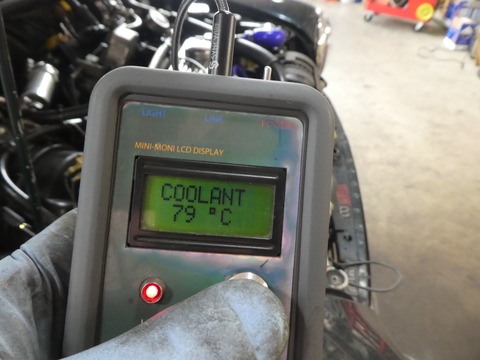 LIGHT LINK
MINI-MONI LCD DISPLAY
COOLANT
79 °C